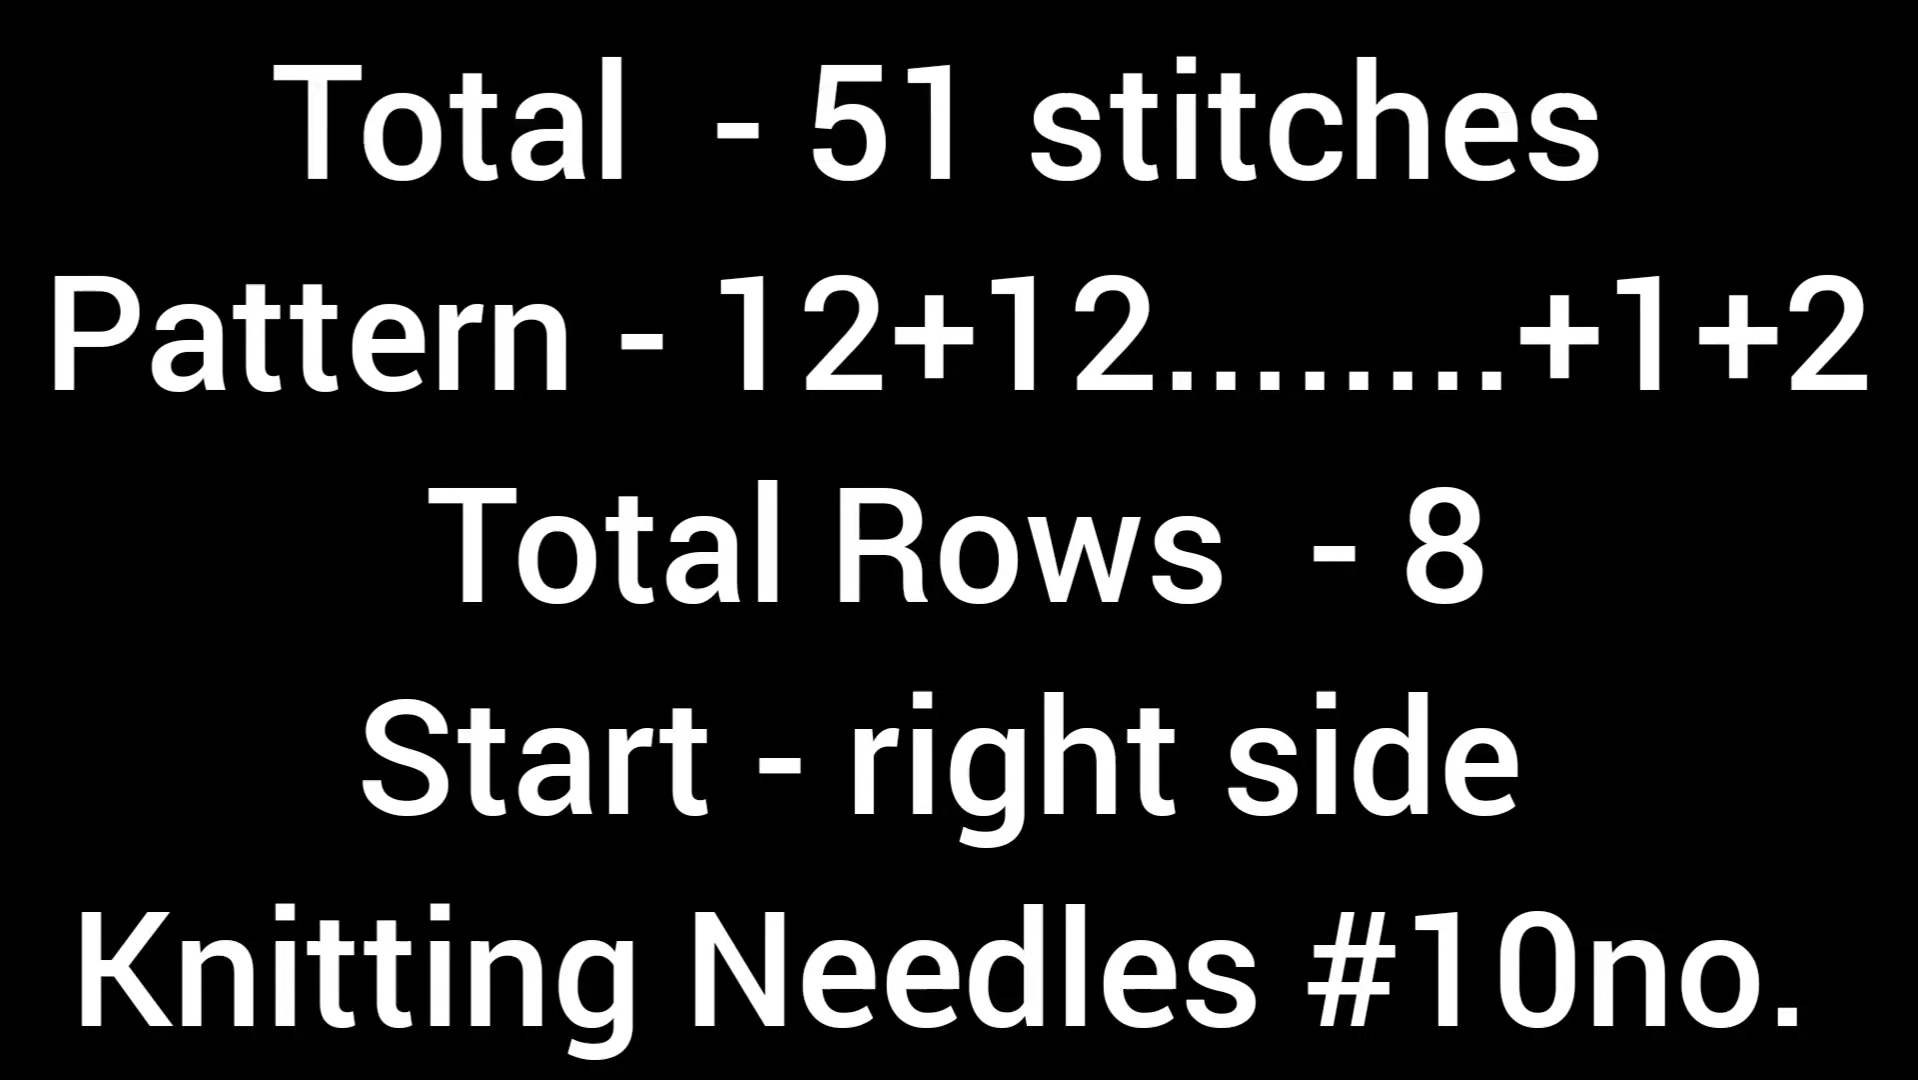 Total - 51 stitches
Pattern - 12+12........+1+2
Total Rows - 8
Start - right side
Knitting Needles #10no.